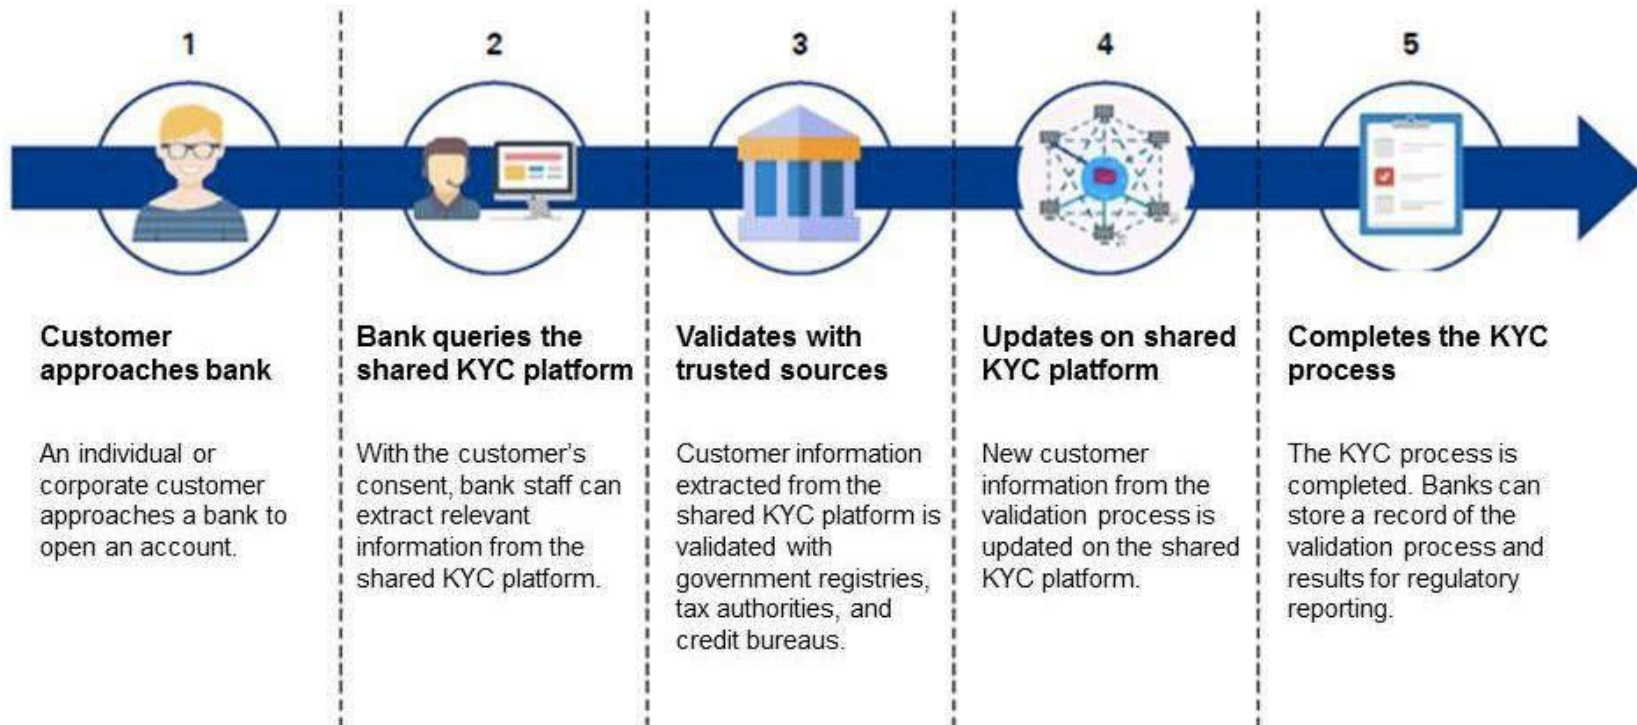 1
Customer
approaches bank
An individual or
corporate customer
approaches a bank to
open an account.
2
Bank queries the
shared KYC platform
With the customer’s
consent, bank staff can
extract relevant
information from the
shared KYC platform.
3
Validates with
trusted sources
Customer information
extracted from the
shared KYC platform is
validated with
government registries,
tax authorities, and
credit bureaus.
4
Updates on shared
KYC platform
New customer
information from the
validation process is
updated on the shared
KYC platform.
5
Completes the KYC
process
The KYC process is
completed. Banks can
store a record of the
validation process and
results for regulatory
reporting.